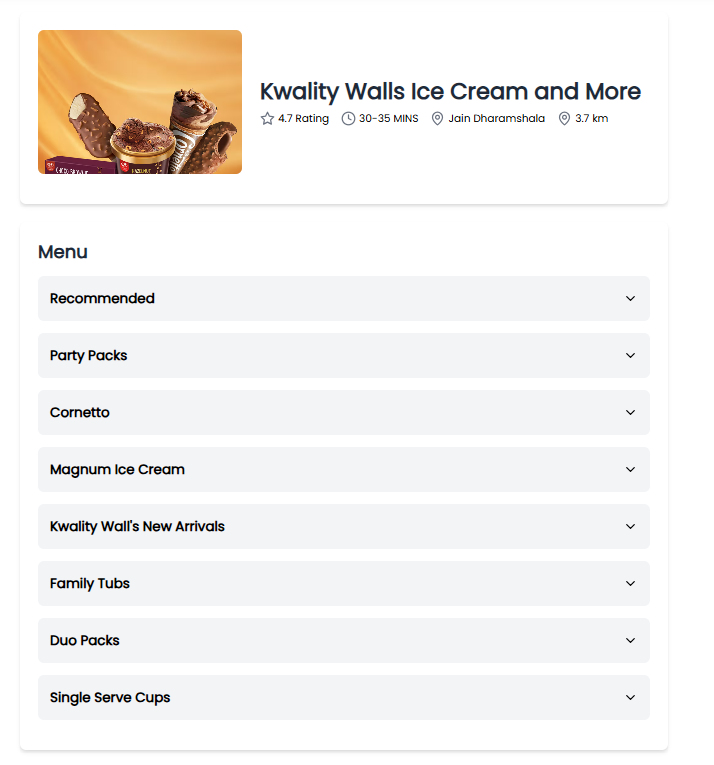 Kwality Walls Ice Cream and More
4.7 Rating 30-35 MINS Jain Dharamshala 3.7 km
Menu
Recommended
Party Packs
Cornetto
Magnum Ice Cream
Kwality Wall's New Arrivals
Family Tubs
Duo Packs
Single Serve Cups